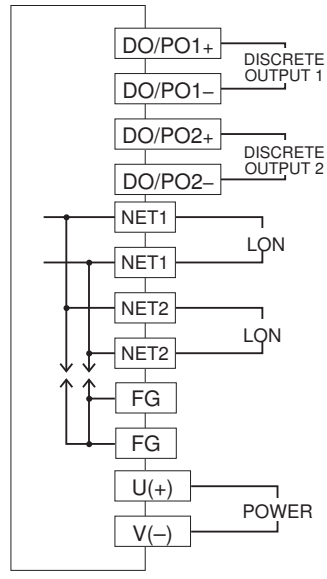 DO/PO1+
DISCRETE
OUTPUT 1
DO/PO1–
DO/PO2+
DISCRETE
OUTPUT 2
DO/PO2–
NET1
LON
NET1
NET2
LON
NET2
FG
FG
U(+)
POWER
V(–)